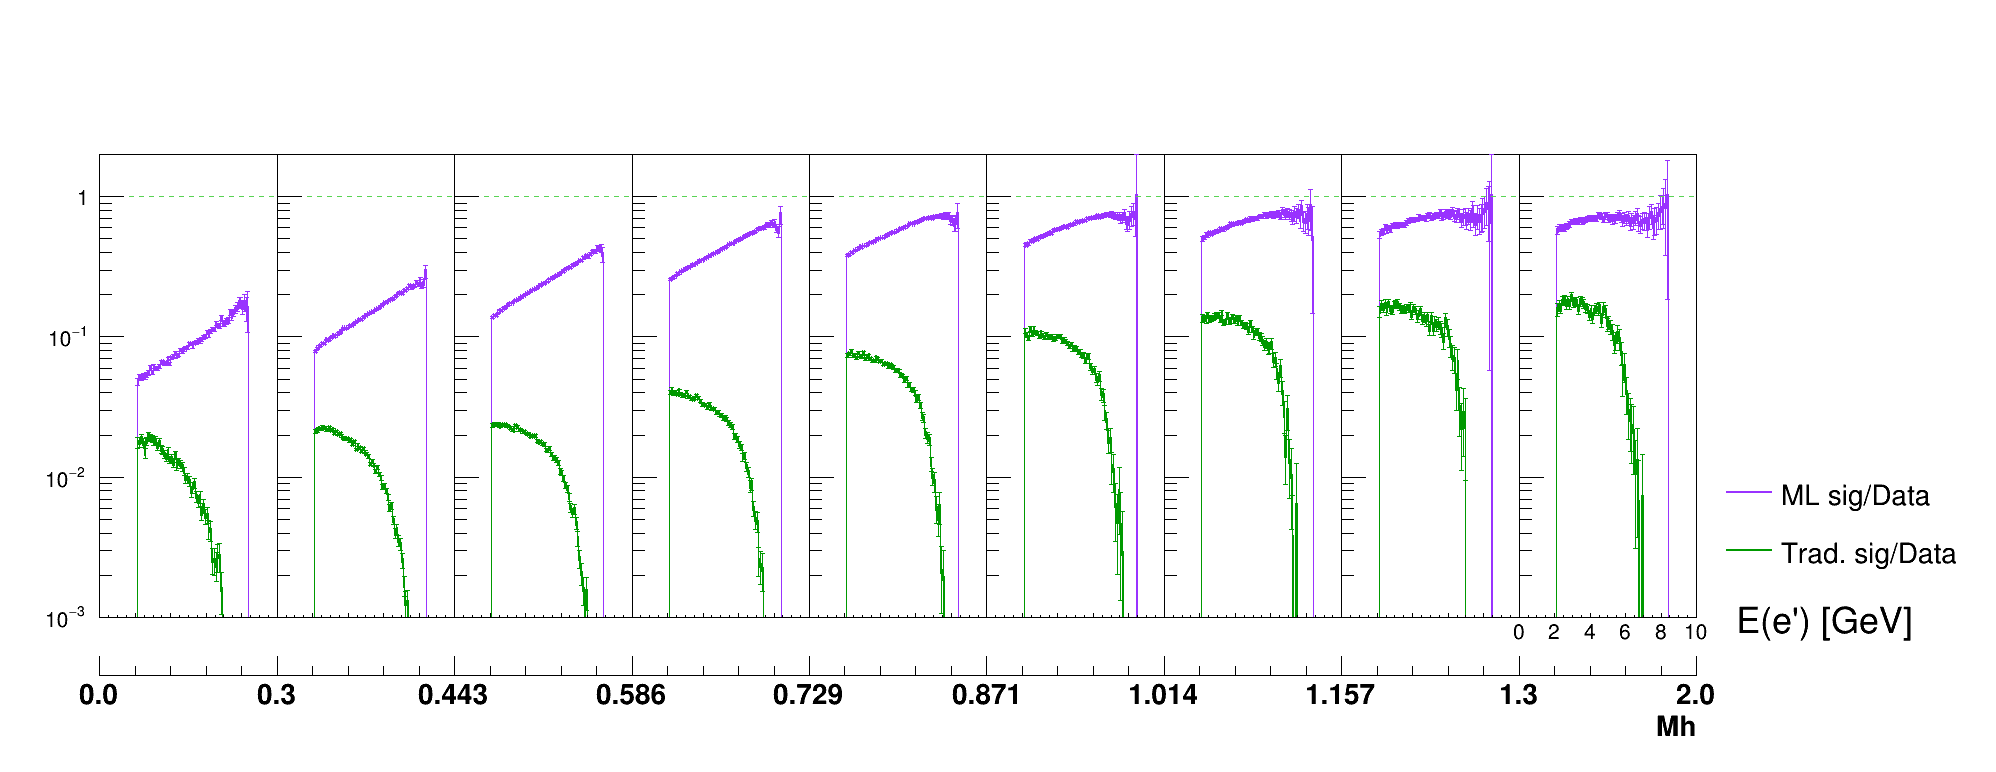 1
10⁻¹
10⁻²
10⁻³
ML sig/Data
Trad. sig/Data
E(e') [GeV]
0 2 4 6 8 10
0.0 0.3 0.443 0.586 0.729 0.871 1.014 1.157 1.3 2.0
Mh